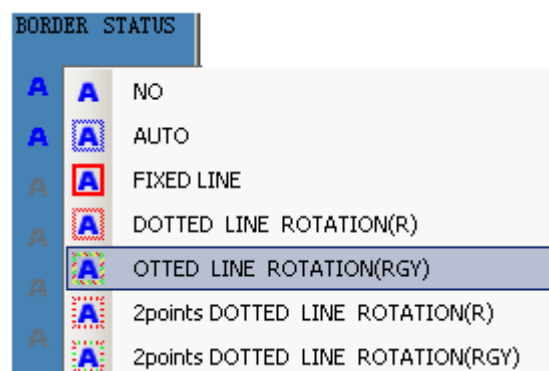 BORDER STATUS
A
A NO
A A AUTO
A A FIXED LINE
A A DOTTED LINE ROTATION(R)
A A OTTED LINE ROTATION(RGY)
A A 2points DOTTED LINE ROTATION(R)
A 2points DOTTED LINE ROTATION(RGY)